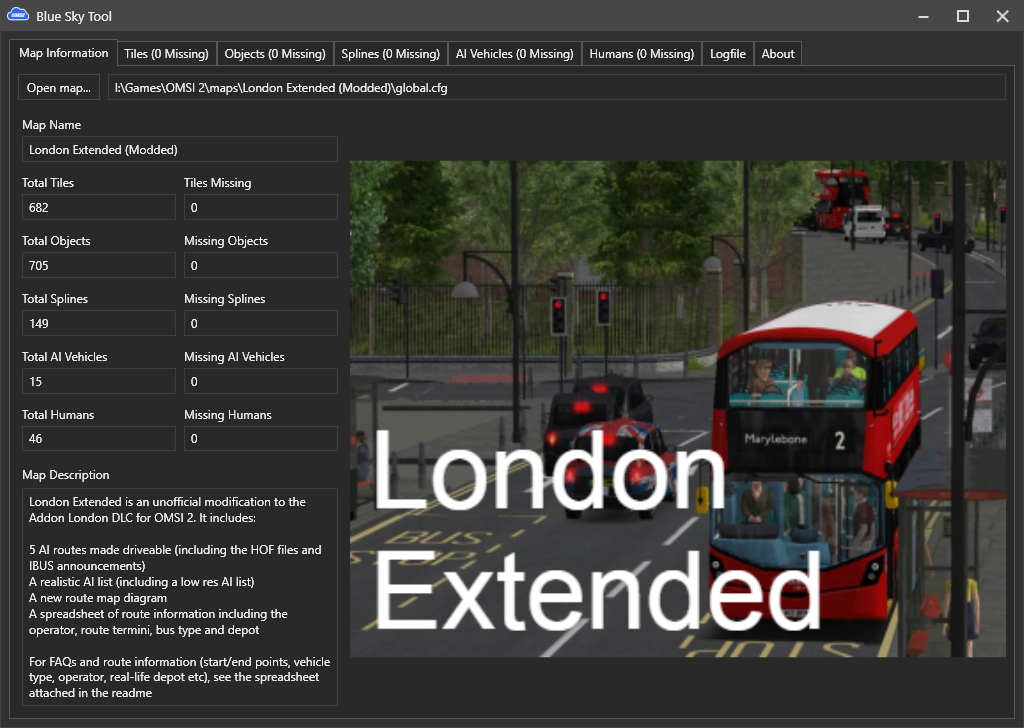 Blue Sky Tool
Map Information
Tiles (0 Missing)
Objects (0 Missing)
Splines (0 Missing)
AI Vehicles (0 Missing)
Humans (0 Missing)
Logfile
About
Open map...
I:\Games\OMSI 2\maps\London Extended (Modded)\global.cfg
Map Name
London Extended (Modded)
Total Tiles
Tiles Missing
682
0
Total Objects
Missing Objects
705
0
Total Splines
Missing Splines
149
0
Total AI Vehicles
Missing AI Vehicles
15
0
Total Humans
Missing Humans
46
0
Map Description
London Extended is an unofficial modification to the
Addon London DLC for OMSI 2. It includes:
5 AI routes made driveable (including the HOF files and
IBUS announcements)
A realistic AI list (including a low res AI list)
A new route map diagram
A spreadsheet of route information including the
operator, route termini, bus type and depot
For FAQs and route information (start/end points, vehicle
type, operator, real-life depot etc), see the spreadsheet
attached in the readme
Marylebone 2
London
Extended
BUS
STOP